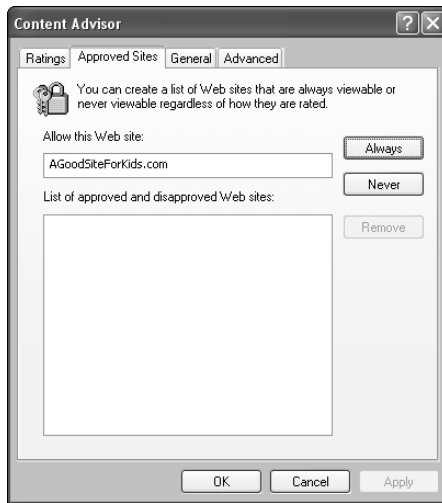 Content Advisor
Ratings Approved Sites General Advanced
You can create a list of Web sites that are always viewable or
never viewable regardless of how they are rated.
Allow this Web site:
Always
AGoodSiteForKids.com
Never
List of approved and disapproved Web sites:
Remove
OK Cancel Apply